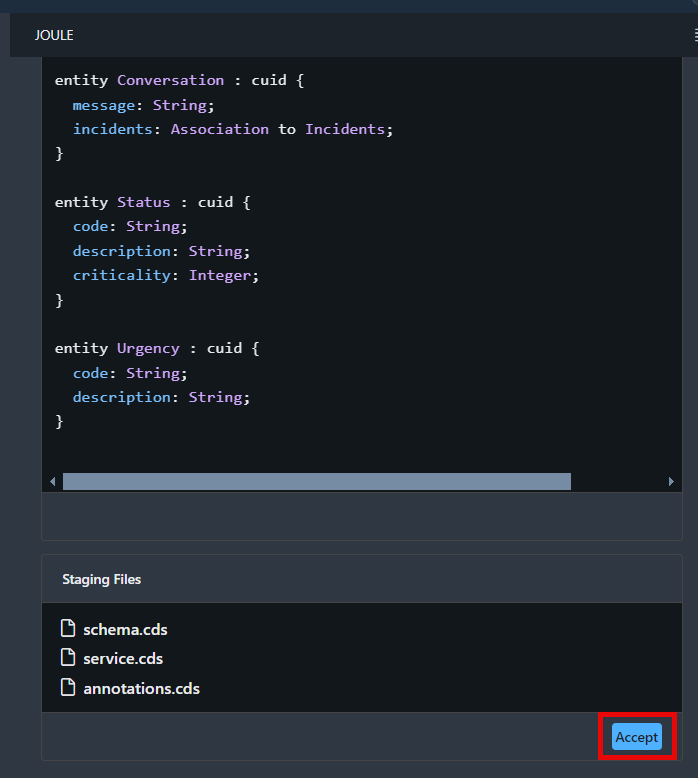 JOULE
entity Conversation : cuid {
  message: String;
  incidents: Association to Incidents;
}
entity Status : cuid {
  code: String;
  description: String;
  criticality: Integer;
}
entity Urgency : cuid {
  code: String;
  description: String;
}
Staging Files
schema.cds
service.cds
annotations.cds
Accept